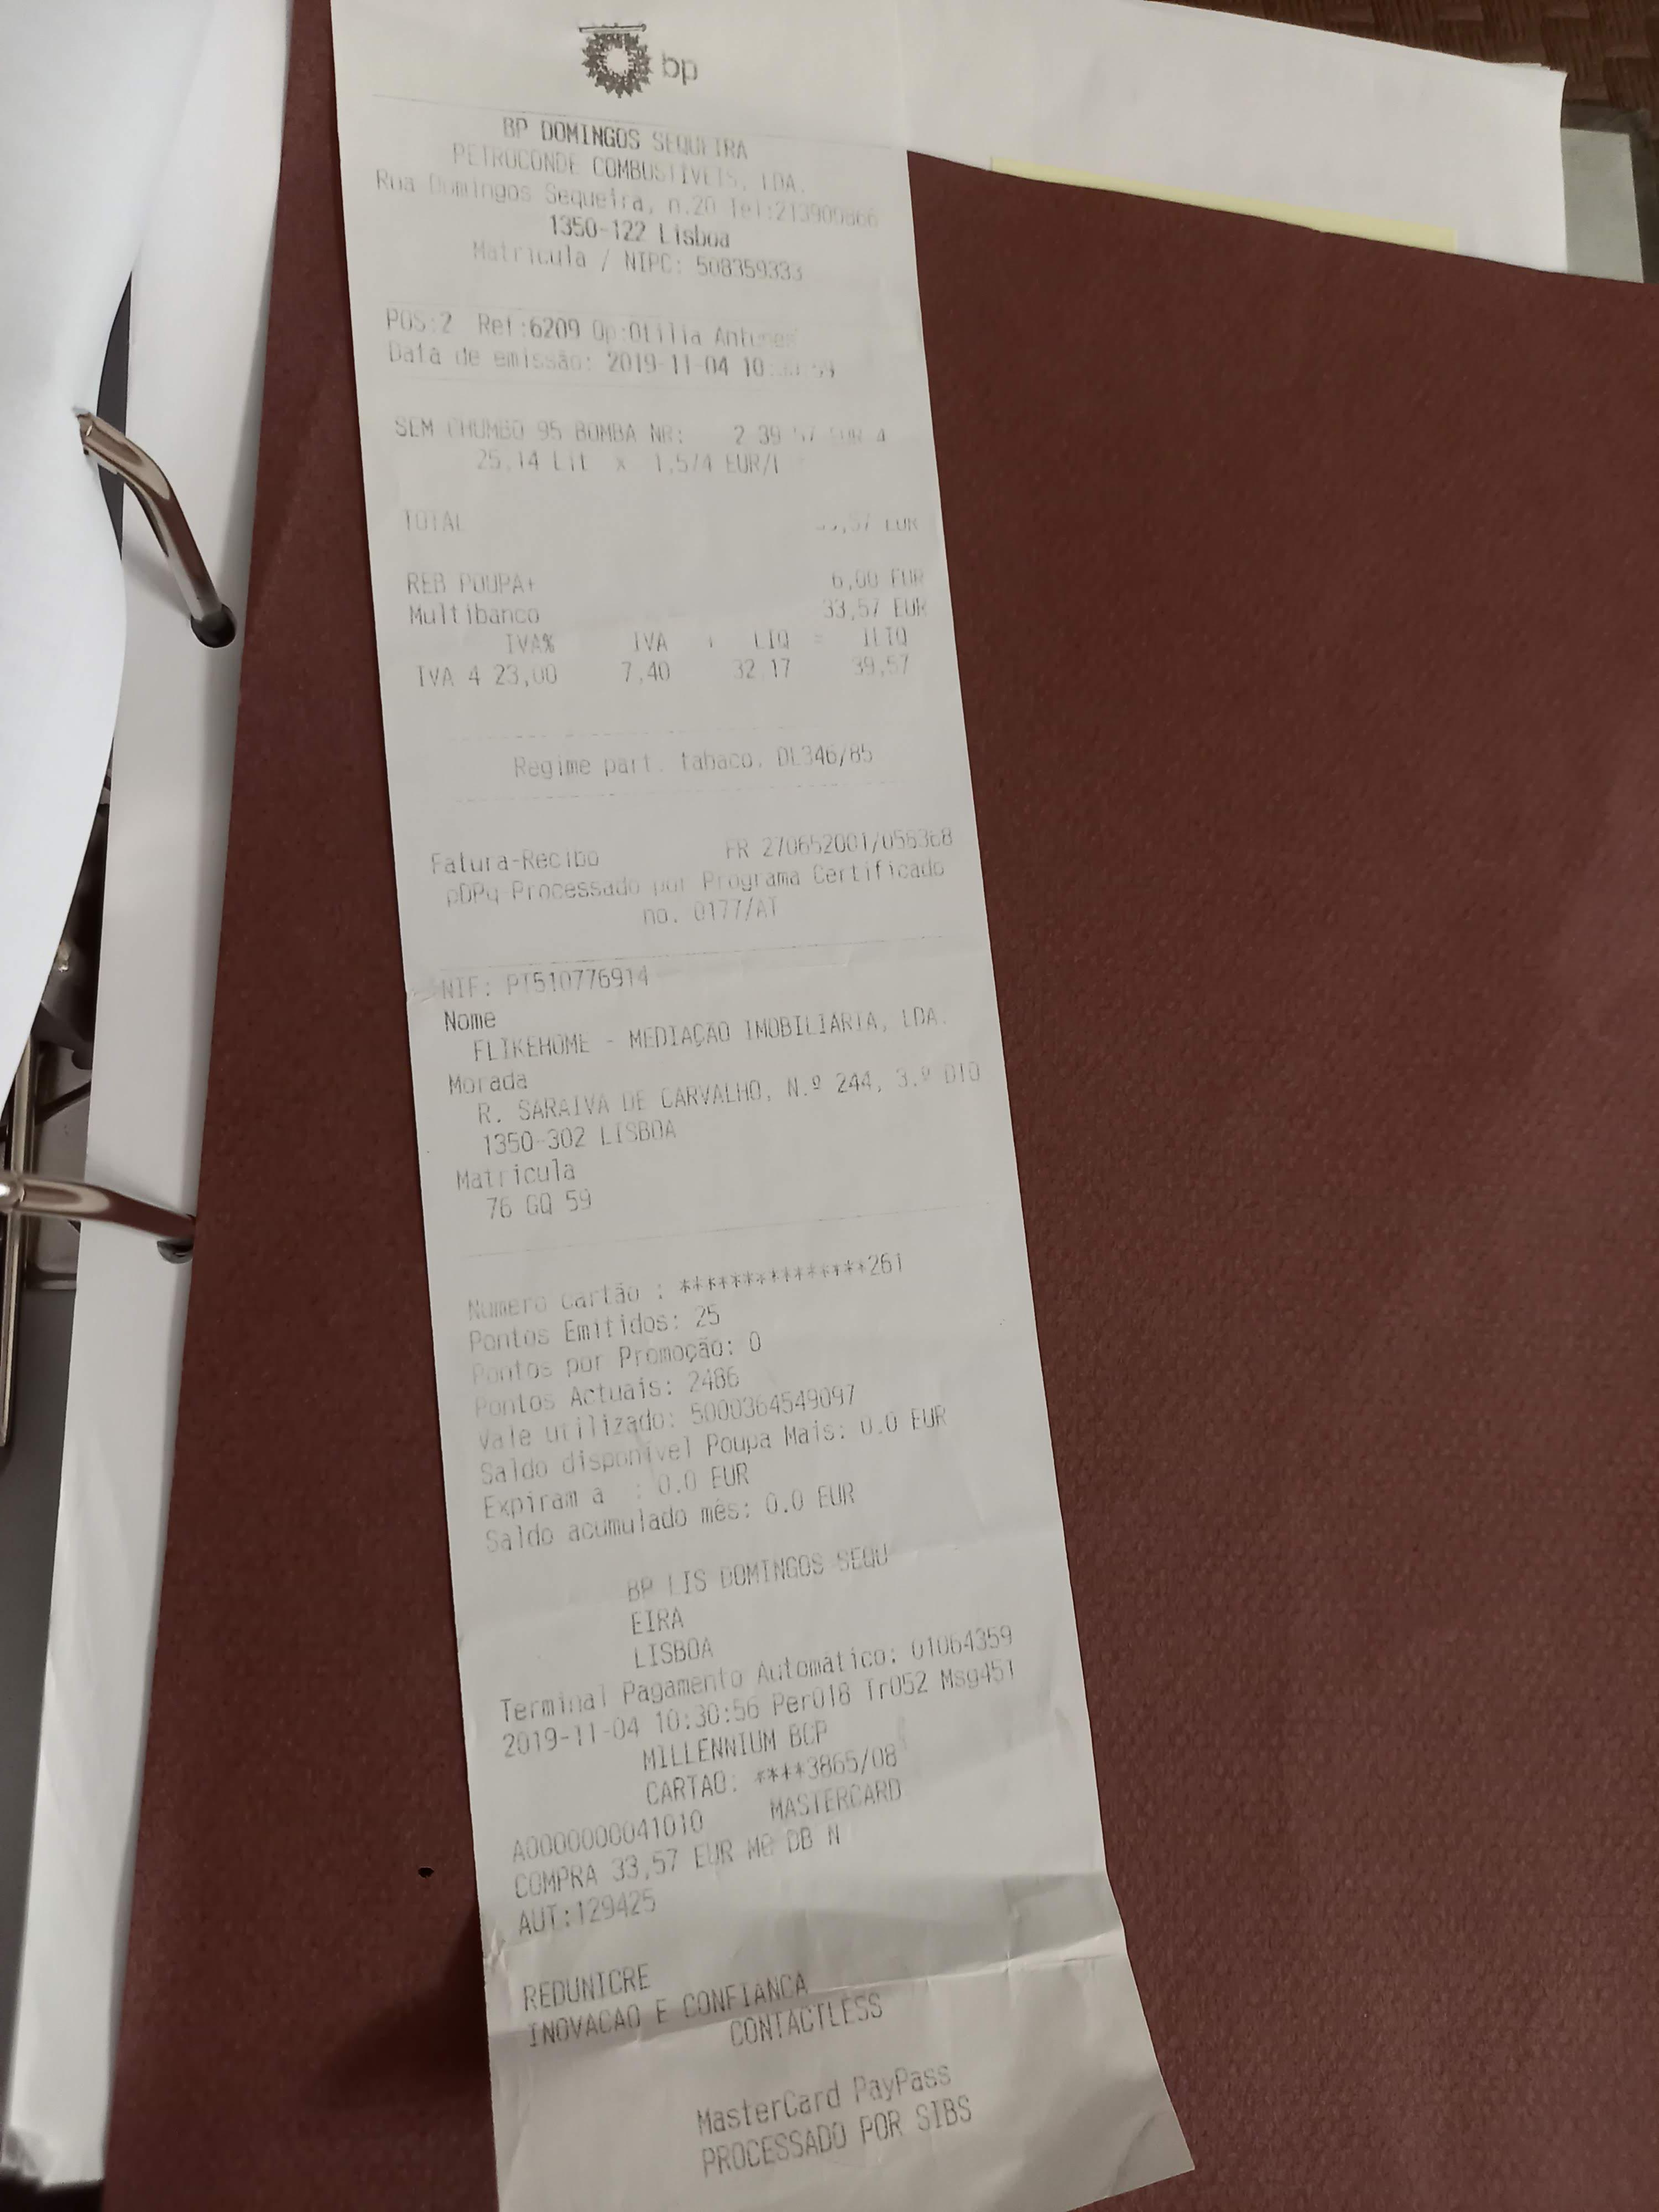 bp
BP DOMINGOS SEQUEIRA
PETROCONDE COMBUSTIVEIS, LDA.
Rua Domingos Sequeira, n.20 Tel:213900866
1350-122 Lisboa
Matricula / NIPC: 508359333
POS:2 Ref:6209 Op:Otilia Antunes
Data de emissão: 2019-11-04
SEM CHUMBO 95 BOMBA NR: 2 39,57 EUR 4
25,14 Lit x 1,574 EUR/l
TOTAL 39,57 EUR
REB POUPA+ 6,00 EUR
Multibanco 33,57 EUR
IVA% IVA + LIQ = ILIQ
IVA 4 23,00 7,40 32,17 39,57
Regime part. tabaco. DL346/85
Fatura-Recibo FR 270652001/056368
pDPq-Processado por Programa Certificado
no. 0177/AT
NIF: PT510776914
Nome
FLIKEHOME - MEDIAÇÃO IMOBILIARIA, LDA.
Morada
R. SARAIVA DE CARVALHO, N.º 244, 3.º DTO
1350-302 LISBOA
Matricula
76 GQ 59
Numero cartão : ***************261
Pontos Emitidos: 25
Pontos por Promoção: 0
Pontos Actuais: 2486
Vale utilizado: 5000364549097
Saldo disponível Poupa Mais: 0.0 EUR
Expiram a : 0.0 EUR
Saldo acumulado mês: 0.0 EUR
BP LIS DOMINGOS SEQU
EIRA
LISBOA
Terminal Pagamento Automático: 01064359
2019-11-04 10:30:56 Per018 Tr052 Msg451
MILLENNIUM BCP
CARTAO: ****3865/08
A0000000041010 MASTERCARD
COMPRA 33,57 EUR M@ DB N
AUT:129425
REDUNICRE
INOVACAO E CONFIANCA
CONTACTLESS
MasterCard PayPass
PROCESSADO POR SIBS